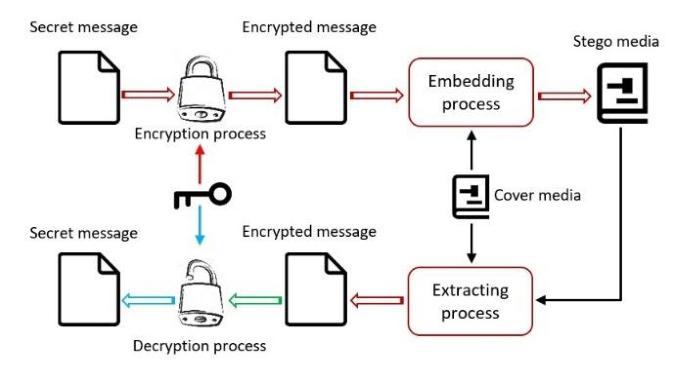 Secret message
Encrypted message
Stego media
Embedding
process
Encryption process
Cover media
Secret message
Encrypted message
Extracting
process
Decryption process